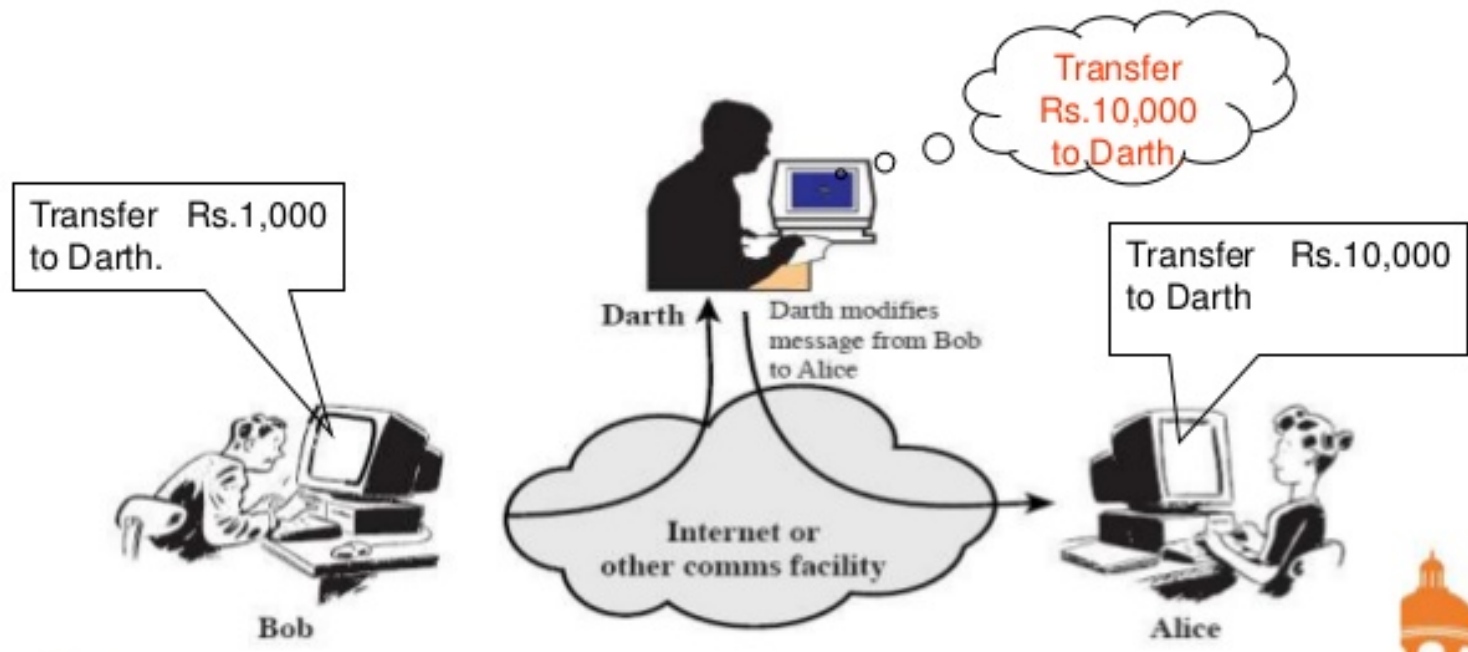 Transfer
Rs.10,000
to Darth
Transfer Rs.1,000
to Darth.
Transfer Rs.10,000
to Darth
Darth
Darth modifies
message from Bob
to Alice
Internet or
other comms facility
Bob
Alice